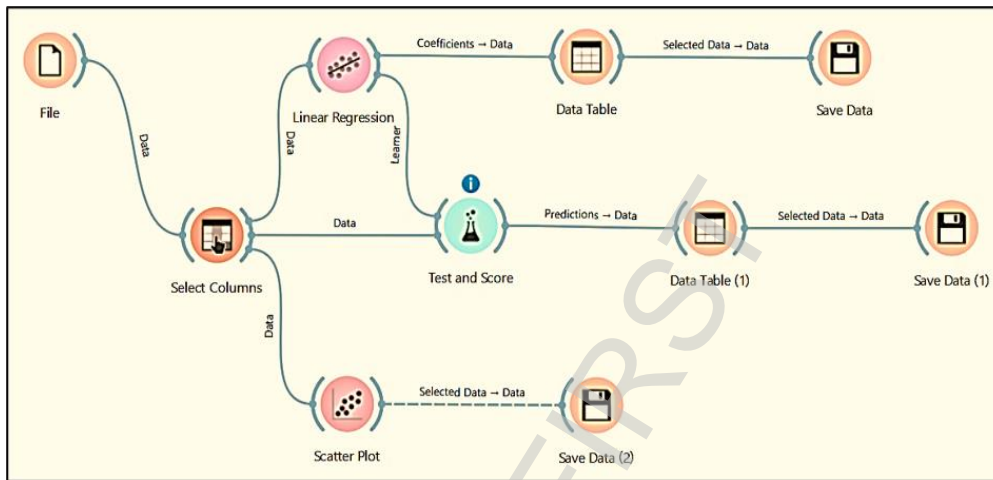 Coefficients → Data
Selected Data → Data
File
Linear Regression
Data Table
Save Data
Data
Data
Learner
Predictions → Data
Selected Data → Data
Data
Select Columns
Test and Score
Data Table (1)
Save Data (1)
Data
Selected Data → Data
Scatter Plot
Save Data (2)